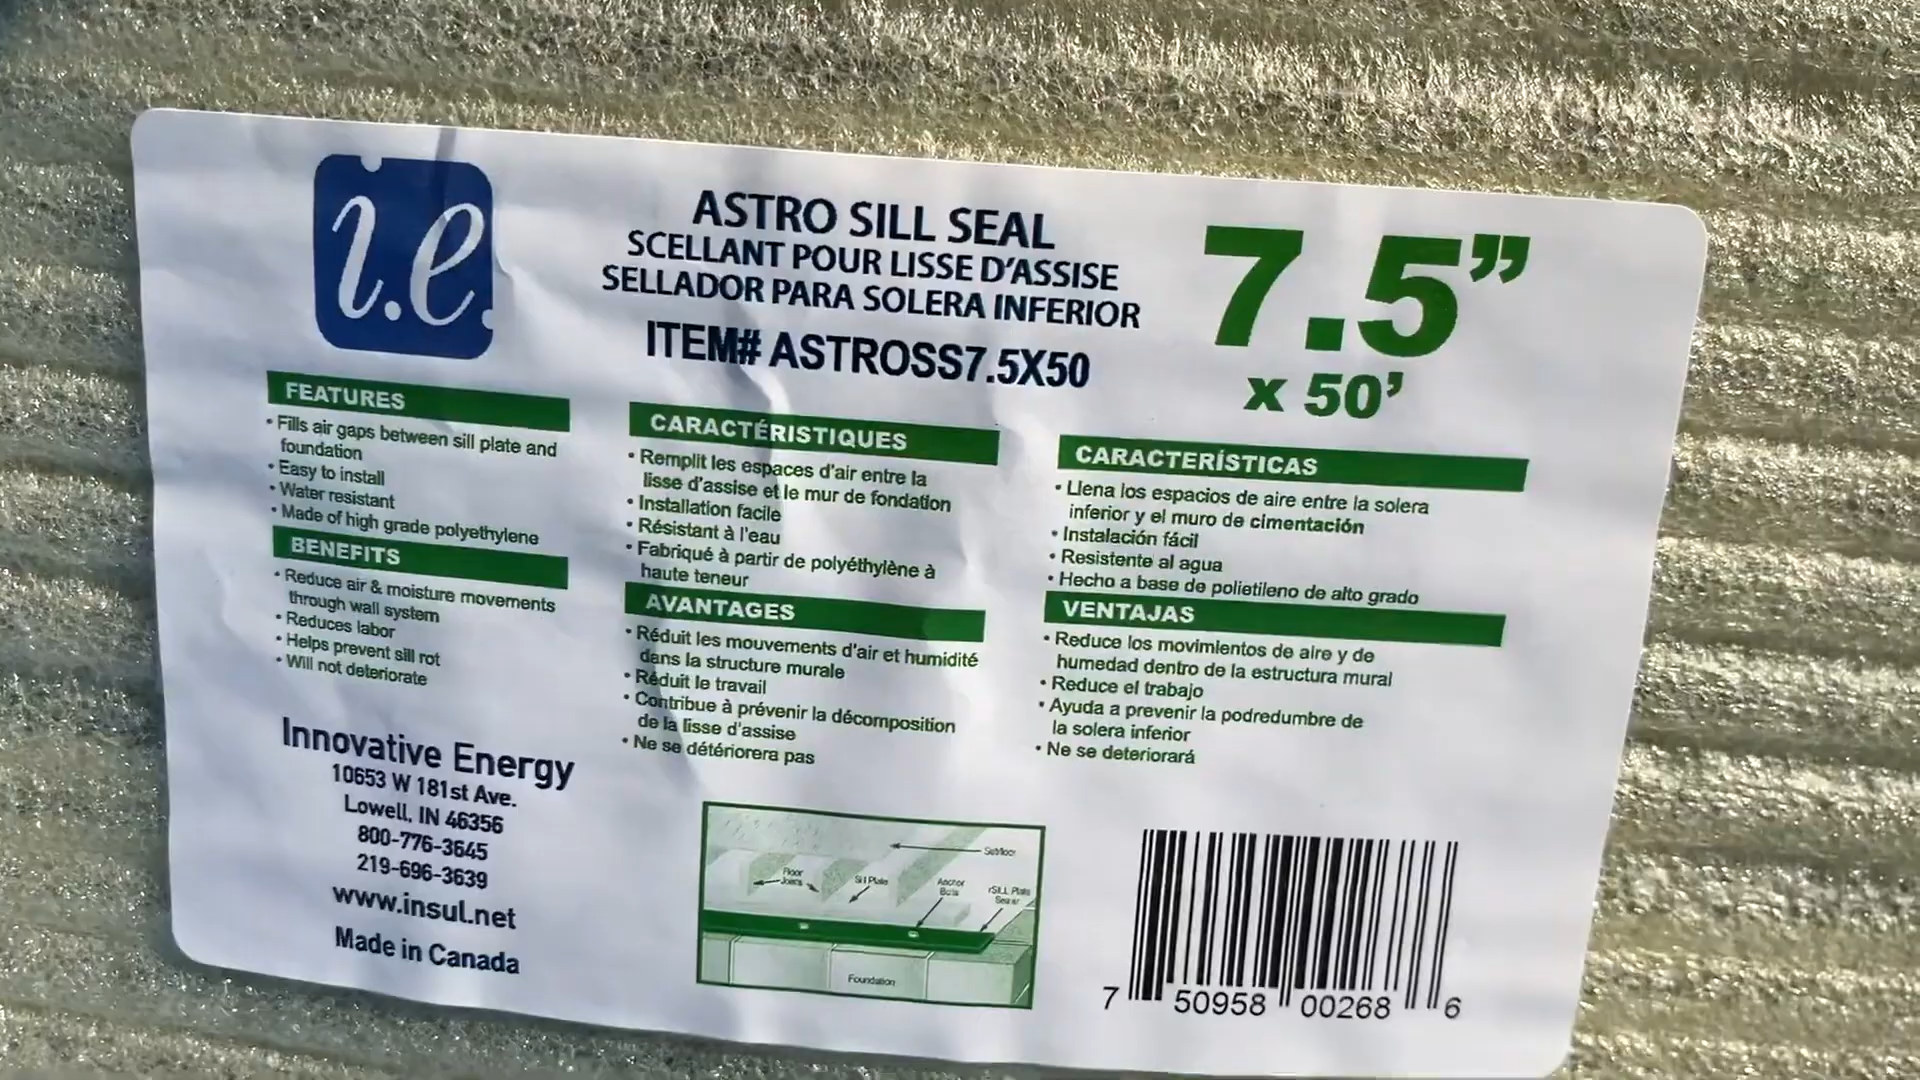 i.e.
ASTRO SILL SEAL
SCELLANT POUR LISSE D'ASSISE
SELLADOR PARA SOLERA INFERIOR
ITEM# ASTROSS7.5X50
7.5”
x 50’
FEATURES
• Fills air gaps between sill plate and
foundation
• Easy to install
• Water resistant
• Made of high grade polyethylene
BENEFITS
• Reduce air & moisture movements
through wall system
• Reduces labor
• Helps prevent sill rot
• Will not deteriorate
CARACTÉRISTIQUES
• Remplit les espaces d'air entre la
lisse d'assise et le mur de fondation
• Installation facile
• Résistant à l'eau
• Fabriqué à partir de polyéthylène à
haute teneur
AVANTAGES
• Réduit les mouvements d'air et humidité
dans la structure murale
• Réduit le travail
• Contribue à prévenir la décomposition
de la lisse d'assise
• Ne se détériorera pas
CARACTERÍSTICAS
• Llena los espacios de aire entre la solera
inferior y el muro de cimentación
• Instalación fácil
• Resistente al agua
• Hecho a base de polietileno de alto grado
VENTAJAS
• Reduce los movimientos de aire y de
humedad dentro de la estructura mural
• Reduce el trabajo
• Ayuda a prevenir la podredumbre de
la solera inferior
• Ne se deteriorará
Innovative Energy
10653 W 181st Ave.
Lowell, IN 46356
800-776-3645
219-696-3639
www.insul.net
Made in Canada
Subfloor
Floor
Joists
Sill Plate
Anchor
Bolts
Plate
Sealer
Foundation
7 50958 00268 6